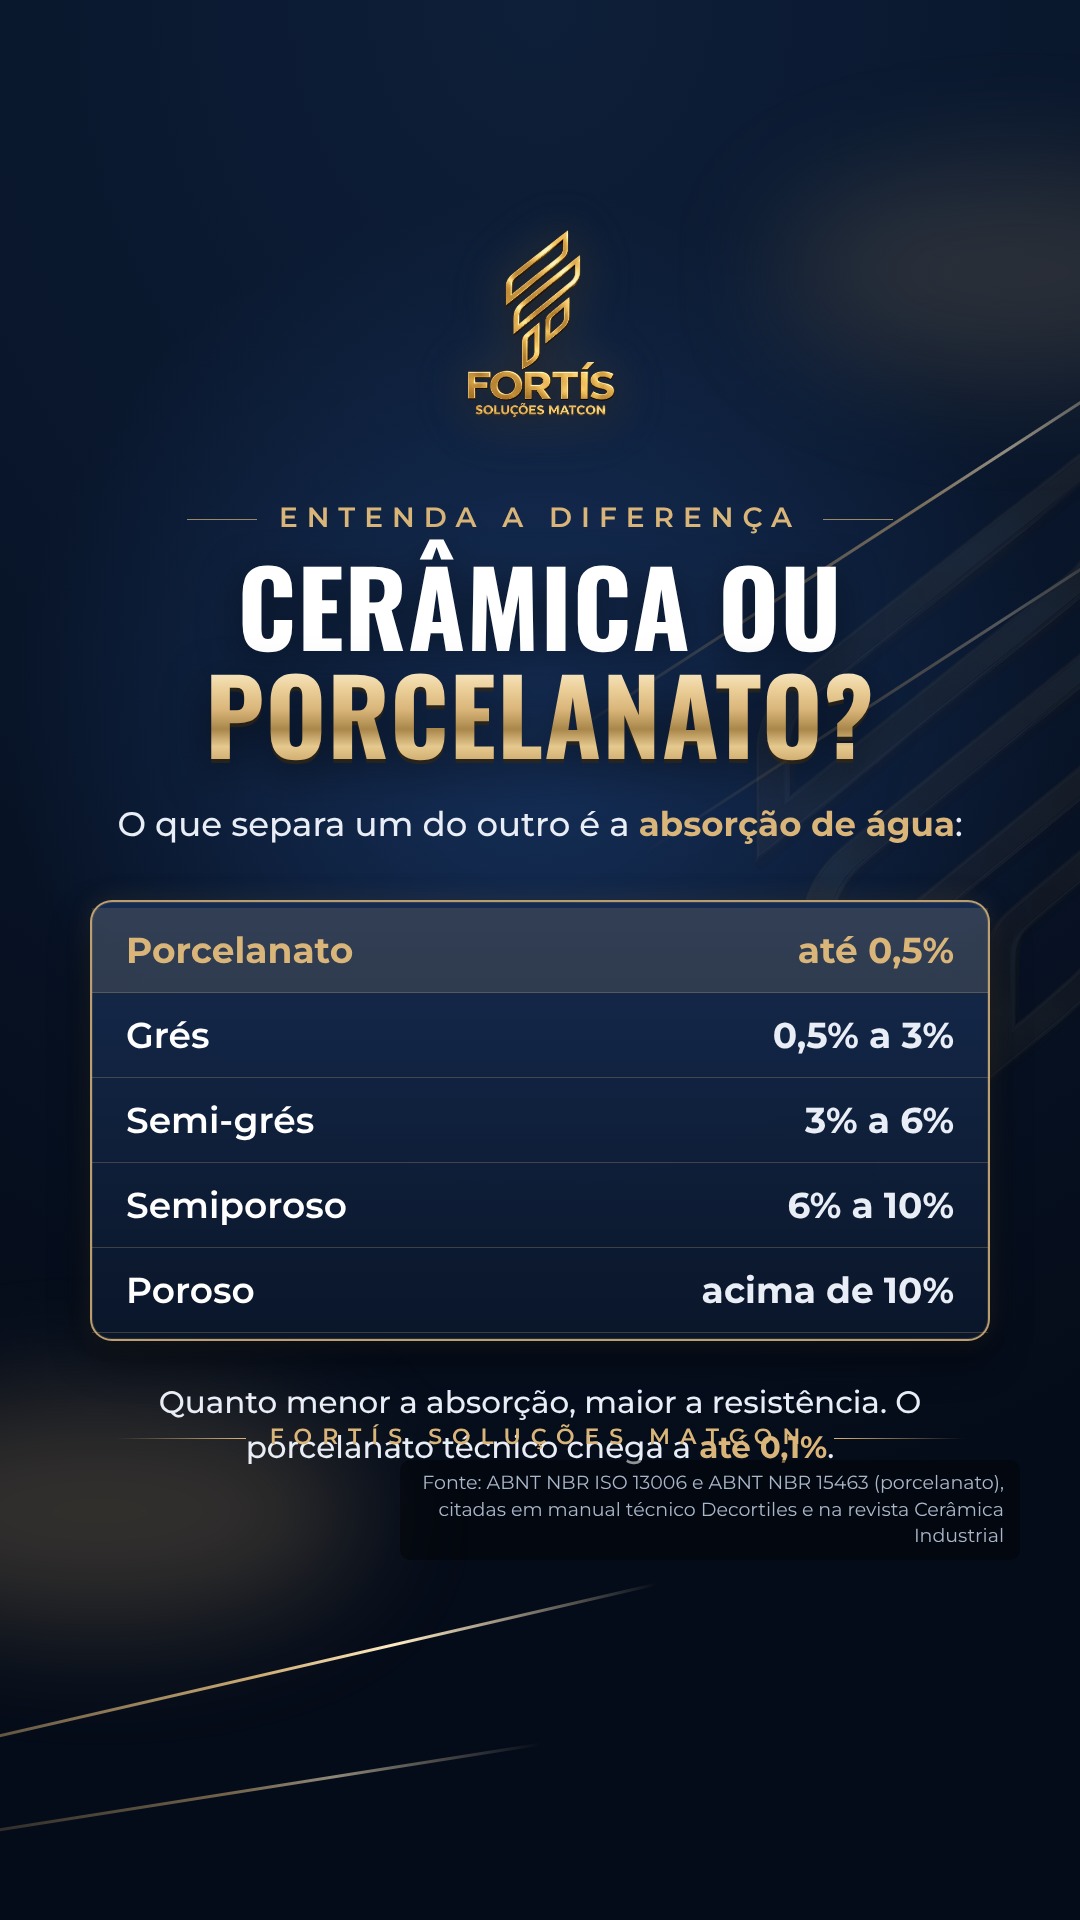 FORTÍS
SOLUÇÕES MATCON
ENTENDA A DIFERENÇA
CERÂMICA OU
PORCELANATO?
O que separa um do outro é a absorção de água:
Porcelanato até 0,5%
Grés 0,5% a 3%
Semi-grés 3% a 6%
Semiporoso 6% a 10%
Poroso acima de 10%
Quanto menor a absorção, maior a resistência. O
FORTÍS SOLUÇÕES MATCON
porcelanato técnico chega a até 0,1%.
Fonte: ABNT NBR ISO 13006 e ABNT NBR 15463 (porcelanato),
citadas em manual técnico Decortiles e na revista Cerâmica
Industrial